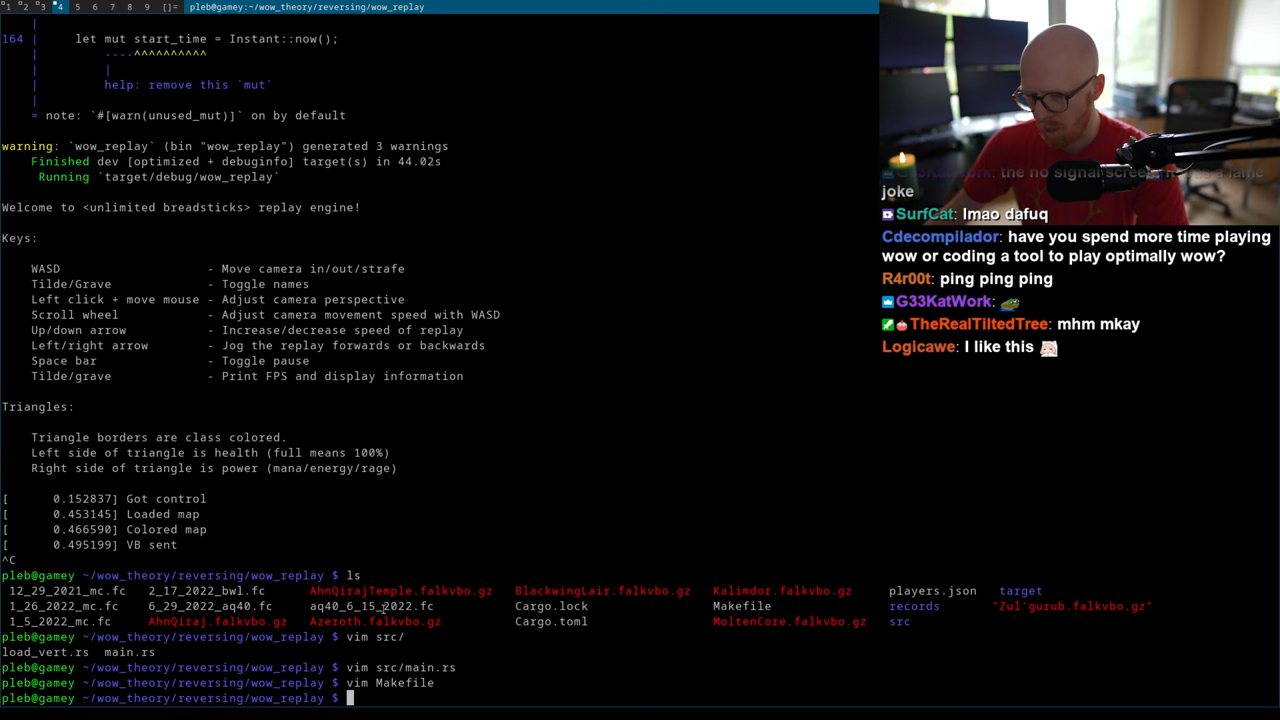 1 2 3 4 5 6 7 8 9 []= pleb@gamey:~/wow_theory/reversing/wow_replay
|
164 | let mut start_time = Instant::now();
| ----^^^^^^^^^^
| |
| help: remove this `mut`
|
= note: `#[warn(unused_mut)]` on by default
warning: `wow_replay` (bin "wow_replay") generated 3 warnings
Finished dev [optimized + debuginfo] target(s) in 44.02s
Running `target/debug/wow_replay`
Welcome to <unlimited breadsticks> replay engine!
Keys:
WASD - Move camera in/out/strafe
Tilde/Grave - Toggle names
Left click + move mouse - Adjust camera perspective
Scroll wheel - Adjust camera movement speed with WASD
Up/down arrow - Increase/decrease speed of replay
Left/right arrow - Jog the replay forwards or backwards
Space bar - Toggle pause
Tilde/grave - Print FPS and display information
Triangles:
Triangle borders are class colored.
Left side of triangle is health (full means 100%)
Right side of triangle is power (mana/energy/rage)
[ 0.152837] Got control
[ 0.453145] Loaded map
[ 0.466590] Colored map
[ 0.495199] VB sent
^C
pleb@gamey ~/wow_theory/reversing/wow_replay $ ls
12_29_2021_mc.fc 2_17_2022_bwl.fc AhnQirajTemple.falkvbo.gz BlackwingLair.falkvbo.gz Kalimdor.falkvbo.gz players.json target
1_26_2022_mc.fc 6_29_2022_aq40.fc aq40_6_15_2022.fc Cargo.lock Makefile records "Zul'gurub.falkvbo.gz"
1_5_2022_mc.fc AhnQiraj.falkvbo.gz Azeroth.falkvbo.gz Cargo.toml MoltenCore.falkvbo.gz src
pleb@gamey ~/wow_theory/reversing/wow_replay $ vim src/
load_vert.rs main.rs
pleb@gamey ~/wow_theory/reversing/wow_replay $ vim src/main.rs
pleb@gamey ~/wow_theory/reversing/wow_replay $ vim Makefile
pleb@gamey ~/wow_theory/reversing/wow_replay $
the no signal screen
joke
SurfCat: lmao dafuq
Cdecompilador: have you spend more time playing
wow or coding a tool to play optimally wow?
R4r00t: ping ping ping
G33KatWork:
TheRealTiltedTree: mhm mkay
Logicawe: I like this